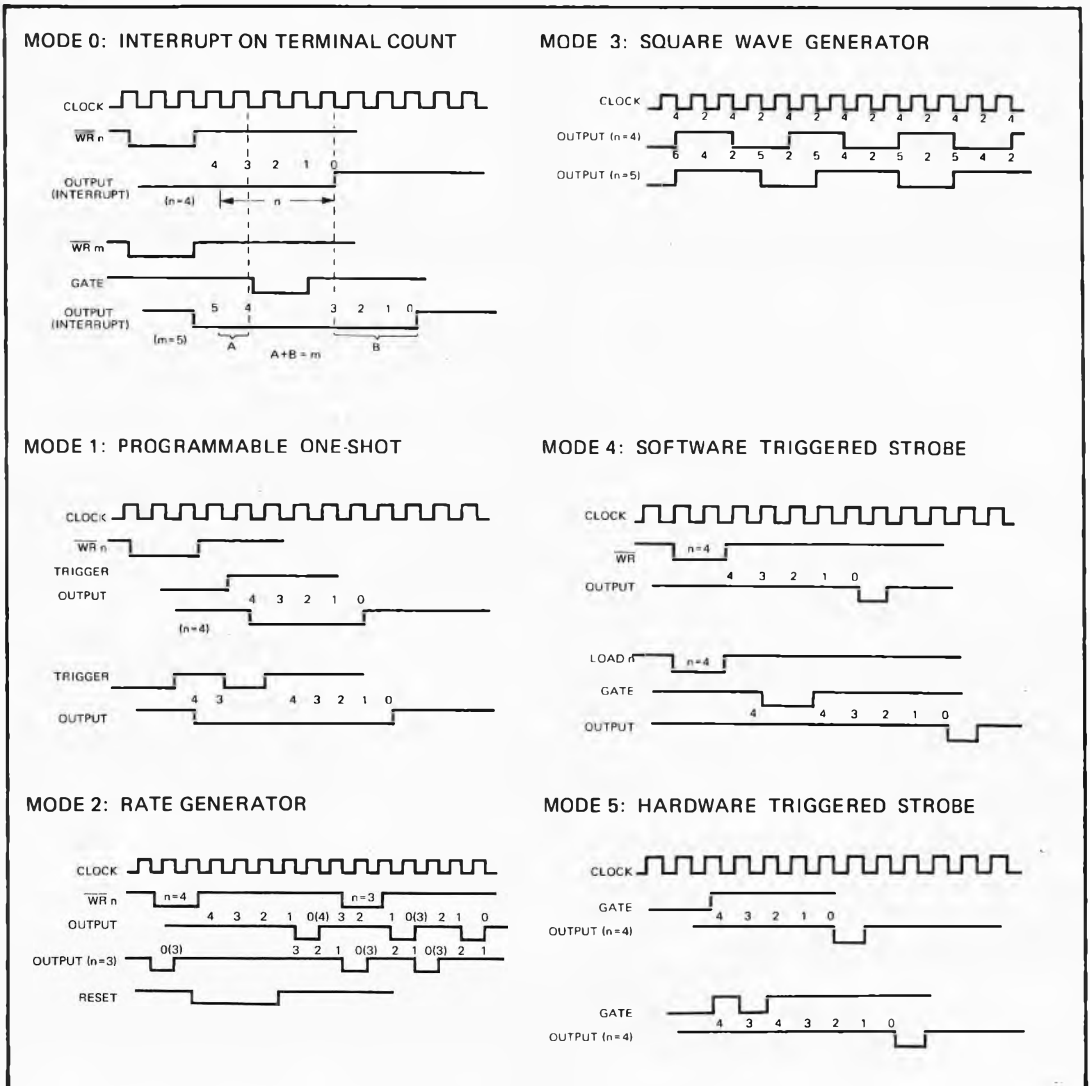 MODE 0: INTERRUPT ON TERMINAL COUNT
CLOCK
WR n
4 3 2 1 0
OUTPUT
(INTERRUPT)
(n=4)
n
WR m
GATE
5 4 3 2 1 0
OUTPUT
(INTERRUPT)
(m=5)
A
B
A+B = m
MODE 3: SQUARE WAVE GENERATOR
CLOCK
4 2 4 2 4 2 4 2 4 2 4 2 4
OUTPUT (n=4)
5 4 2 5 2 5 4 2 5 2 5 4 2
OUTPUT (n=5)
MODE 1: PROGRAMMABLE ONE-SHOT
CLOCK
WR n
TRIGGER
OUTPUT
4 3 2 1 0
(n=4)
TRIGGER
4 3 4 3 2 1 0
OUTPUT
MODE 4: SOFTWARE TRIGGERED STROBE
CLOCK
n=4
WR
4 3 2 1 0
OUTPUT
LOAD n
n=4
GATE
4 4 3 2 1 0
OUTPUT
MODE 2: RATE GENERATOR
CLOCK
WR n
n=4
n=3
4 3 2 1 0(4) 3 2 1 0(3) 2 1 0
OUTPUT
0(3) 3 2 1 0(3) 2 1 0(3) 2 1
OUTPUT (n=3)
RESET
MODE 5: HARDWARE TRIGGERED STROBE
CLOCK
GATE
4 3 2 1 0
OUTPUT (n=4)
GATE
4 3 4 3 2 1 0
OUTPUT (n=4)